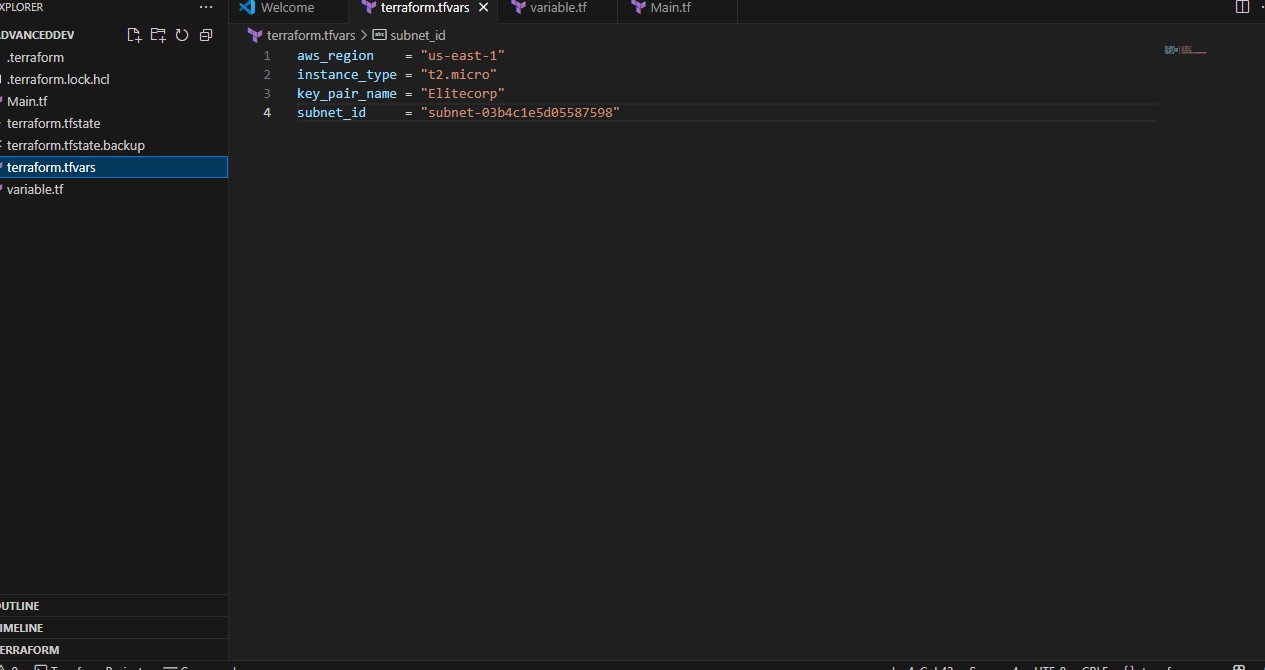 XPLORER
Welcome
terraform.tfvars
variable.tf
Main.tf
DVANCEDDEV
terraform.tfvars > subnet_id
.terraform
.terraform.lock.hcl
Main.tf
terraform.tfstate
terraform.tfstate.backup
terraform.tfvars
variable.tf
1 aws_region = "us-east-1"
2 instance_type = "t2.micro"
3 key_pair_name = "Elitecorp"
4 subnet_id = "subnet-03b4c1e5d05587598"
OUTLINE
IMELINE
ERRAFORM